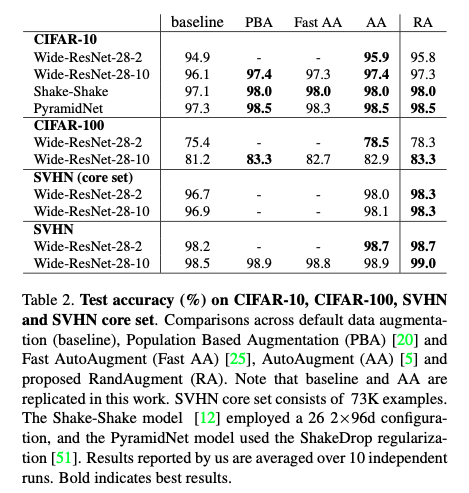 baseline PBA Fast AA AA RA
CIFAR-10
Wide-ResNet-28-2 94.9 - - 95.9 95.8
Wide-ResNet-28-10 96.1 97.4 97.3 97.4 97.3
Shake-Shake 97.1 98.0 98.0 98.0 98.0
PyramidNet 97.3 98.5 98.3 98.5 98.5
CIFAR-100
Wide-ResNet-28-2 75.4 - - 78.5 78.3
Wide-ResNet-28-10 81.2 83.3 82.7 82.9 83.3
SVHN (core set)
Wide-ResNet-28-2 96.7 - - 98.0 98.3
Wide-ResNet-28-10 96.9 - - 98.1 98.3
SVHN
Wide-ResNet-28-2 98.2 - - 98.7 98.7
Wide-ResNet-28-10 98.5 98.9 98.8 98.9 99.0
Table 2. Test accuracy (%) on CIFAR-10, CIFAR-100, SVHN
and SVHN core set. Comparisons across default data augmenta-
tion (baseline), Population Based Augmentation (PBA) [20] and
Fast AutoAugment (Fast AA) [25], AutoAugment (AA) [5] and
proposed RandAugment (RA). Note that baseline and AA are
replicated in this work. SVHN core set consists of 73K examples.
The Shake-Shake model [12] employed a 26 2×96d configura-
tion, and the PyramidNet model used the ShakeDrop regulariza-
tion [51]. Results reported by us are averaged over 10 independent
runs. Bold indicates best results.